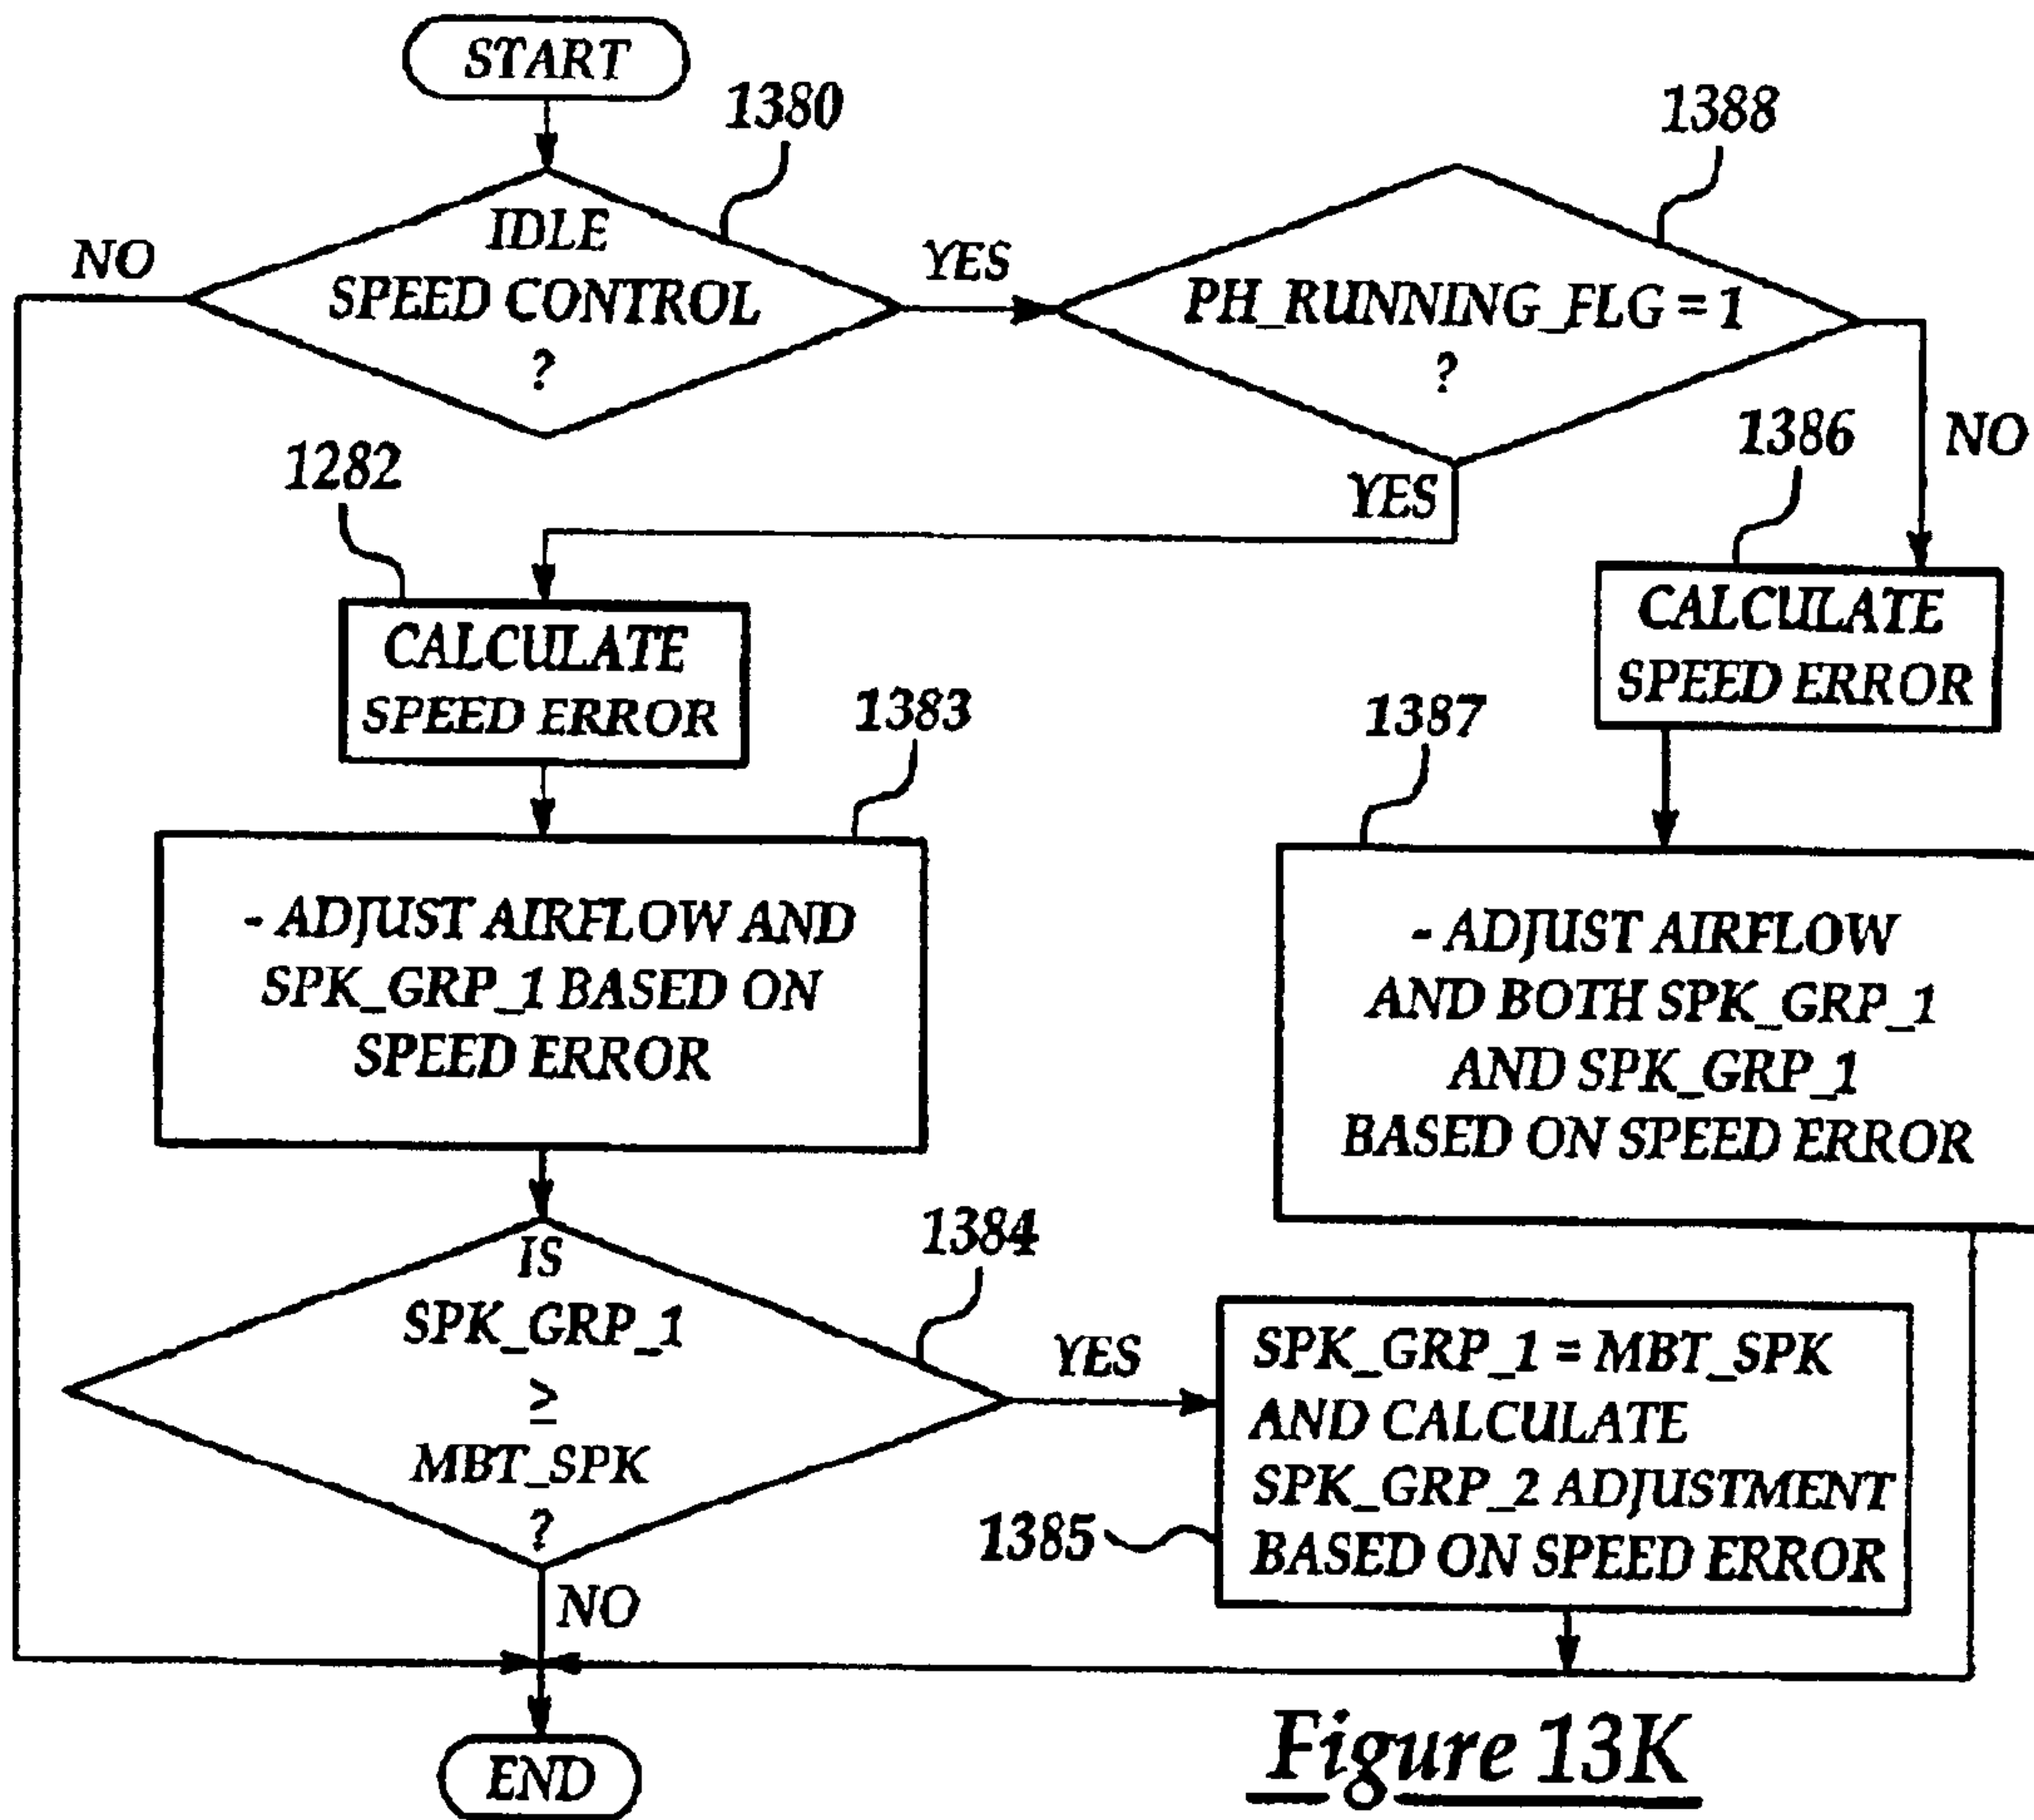 START
1380
1388
IDLE
SPEED CONTROL
?
NO
YES
PH_RUNNING_FLG = 1
?
1282
YES
1386
NO
CALCULATE
SPEED ERROR
CALCULATE
SPEED ERROR
1383
1387
- ADJUST AIRFLOW AND
SPK_GRP_1 BASED ON
SPEED ERROR
- ADJUST AIRFLOW
AND BOTH SPK_GRP_1
AND SPK_GRP_1
BASED ON SPEED ERROR
1384
IS
SPK_GRP_1
≥
MBT_SPK
?
YES
NO
SPK_GRP_1 = MBT_SPK
AND CALCULATE
SPK_GRP_2 ADJUSTMENT
BASED ON SPEED ERROR
1385
END
Figure 13K